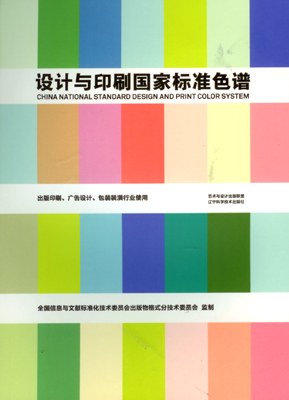 设计与印刷国家标准色谱
CHINA NATIONAL STANDARD DESIGN AND PRINT COLOR SYSTEM
出版印刷、广告设计、包装装潢行业使用
艺术与设计出版联盟
辽宁科学技术出版社
全国信息与文献标准化技术委员会出版物格式分技术委员会 监制